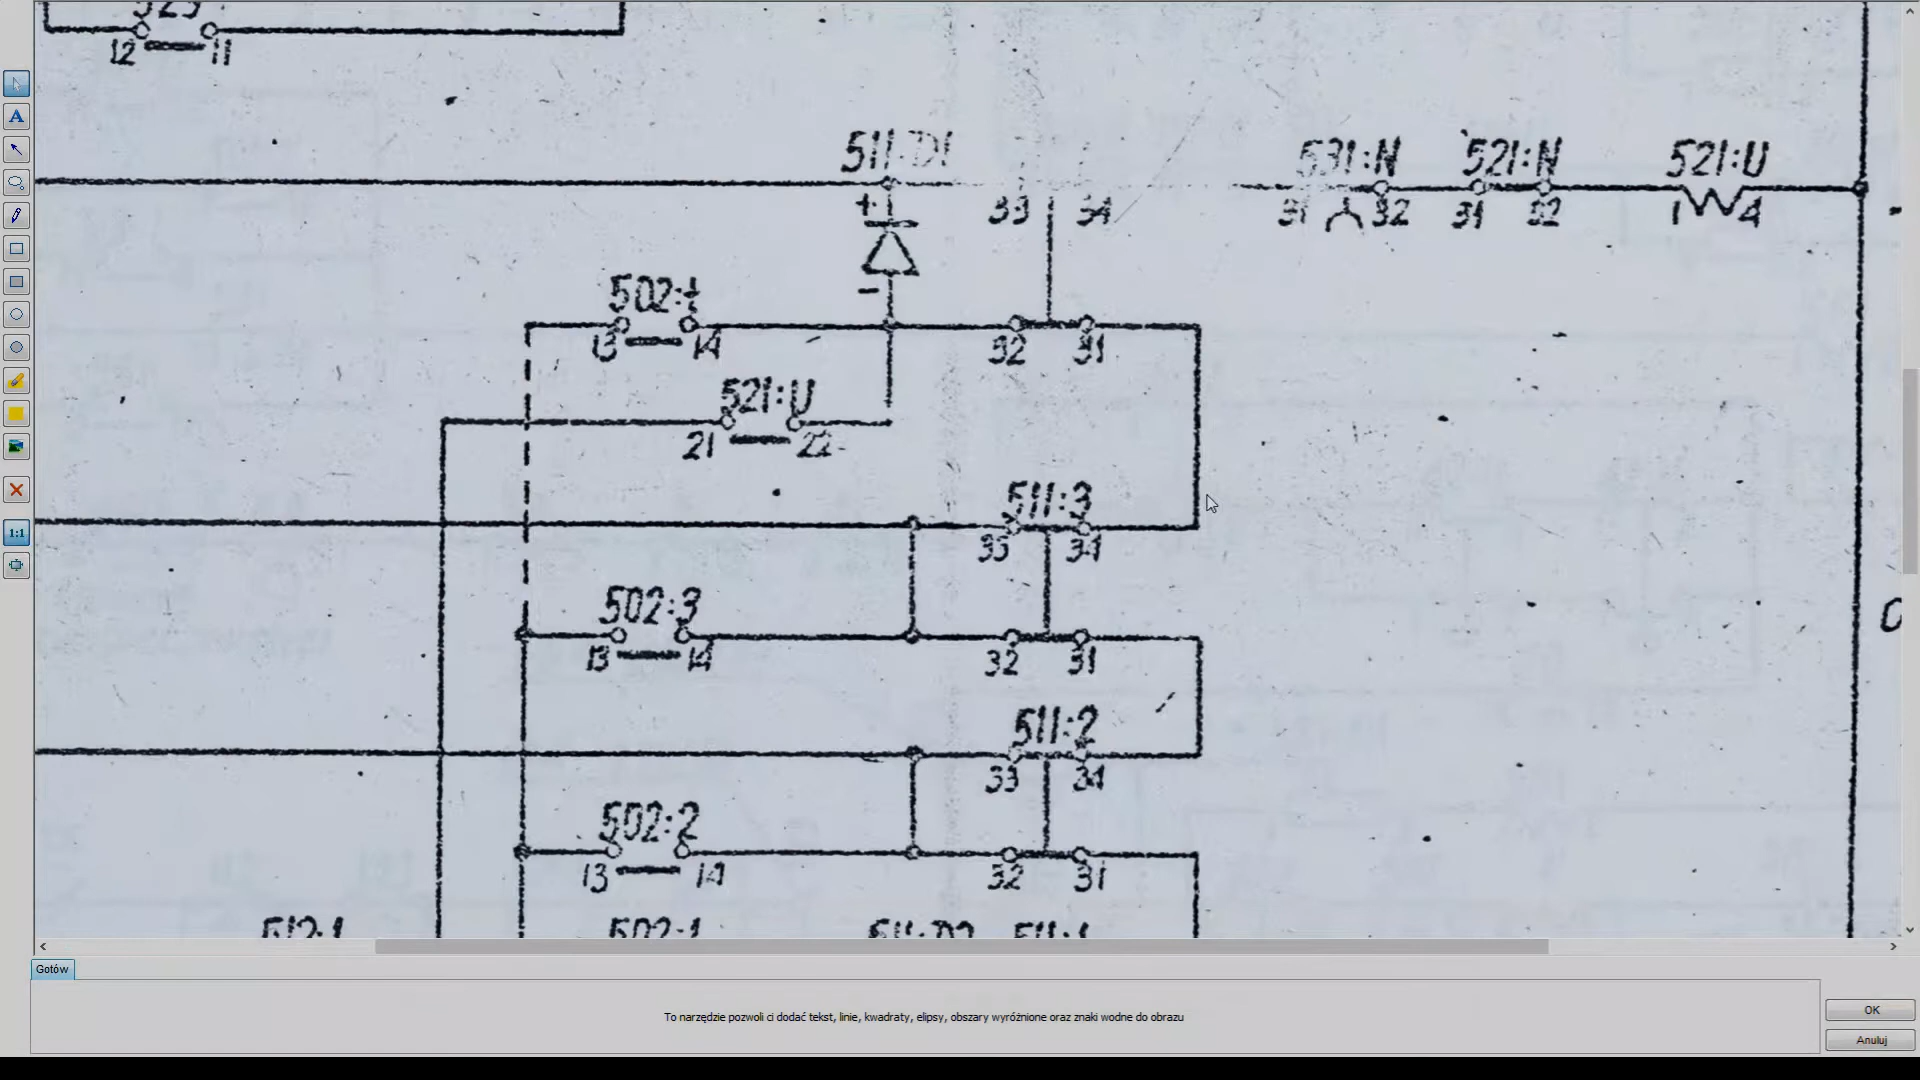 12 11
511:D1
531:N 521:N 521:U
+ 33 34 31 32 31 32 1 4
502:t
-
13 14 32 31
521:U
21 22
511:3
33 34
502:3
13 14 32 31
511:2
33 34
502:2
13 14 32 31
A
1:1
Gotów
To narzędzie pozwoli ci dodać tekst, linie, kwadraty, elipsy, obszary wyróżnione oraz znaki wodne do obrazu
OK
Anuluj